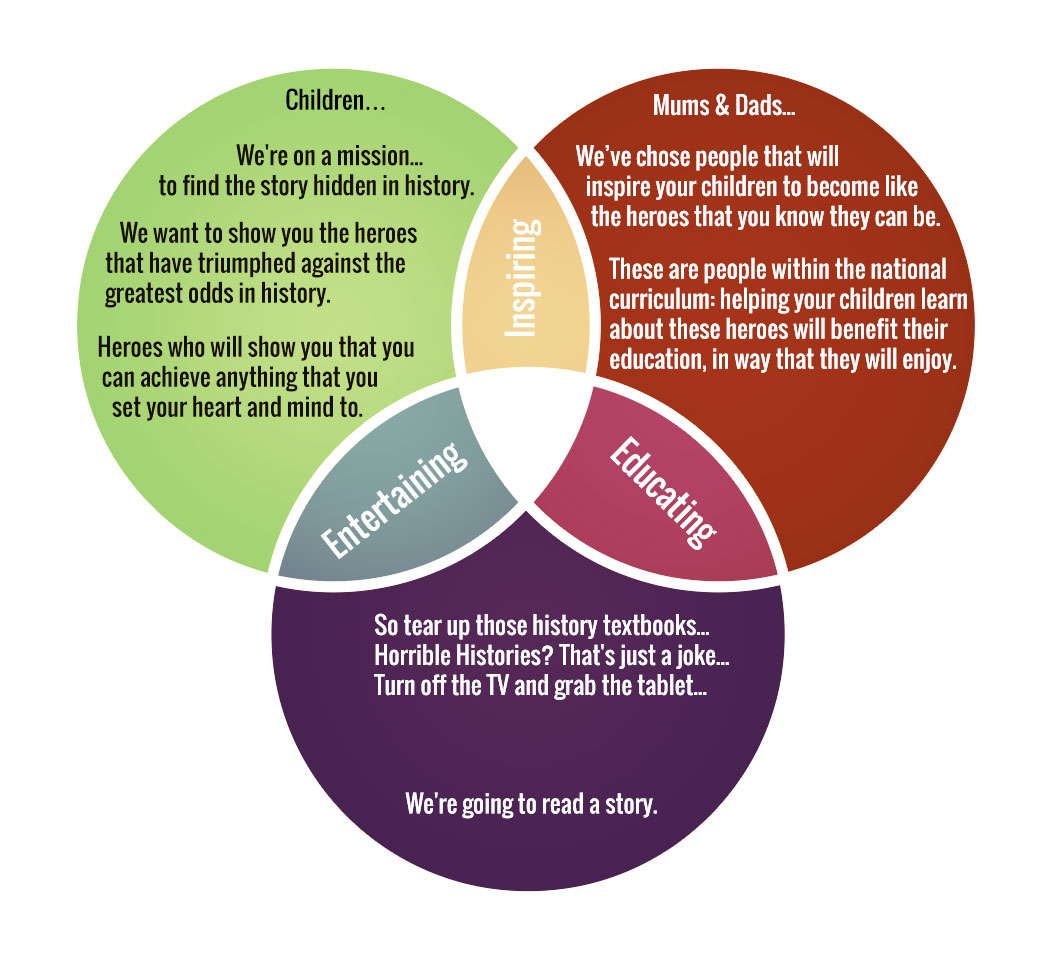 Children…
We're on a mission...
to find the story hidden in history.
We want to show you the heroes
that have triumphed against the
greatest odds in history.
Heroes who will show you that you
can achieve anything that you
set your heart and mind to.
Mums & Dads...
We’ve chose people that will
inspire your children to become like
the heroes that you know they can be.
These are people within the national
curriculum: helping your children learn
about these heroes will benefit their
education, in way that they will enjoy.
Inspiring
Entertaining
Educating
So tear up those history textbooks...
Horrible Histories? That's just a joke...
Turn off the TV and grab the tablet...
We're going to read a story.